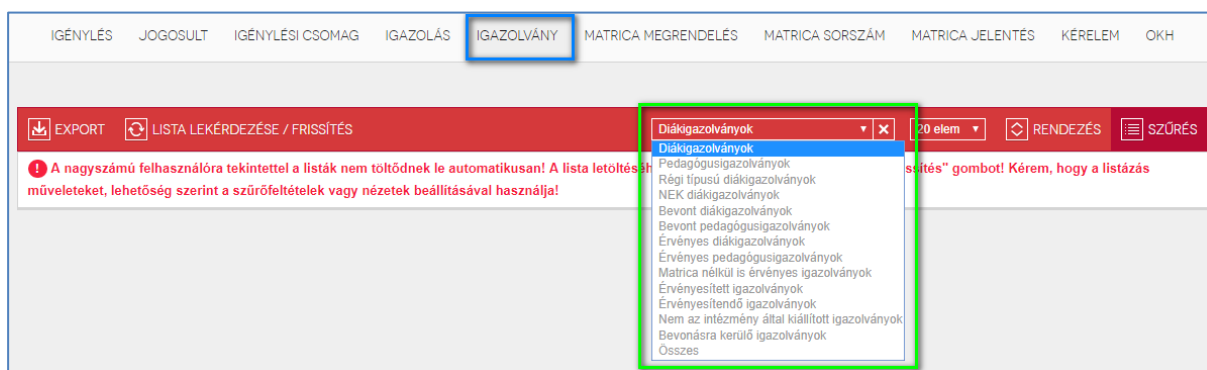 IGÉNYLÉS JOGOSULT IGÉNYLÉSI CSOMAG IGAZOLÁS IGAZOLVÁNY MATRICA MEGRENDELÉS MATRICA SORSZÁM MATRICA JELENTÉS KÉRELEM OKH
EXPORT LISTA LEKÉRDEZÉSE / FRISSÍTÉS Diákigazolványok 20 elem RENDEZÉS SZŰRÉS
A nagyszámú felhasználóra tekintettel a listák nem töltődnek le automatikusan! A lista letöltéséh ssítés" gombot! Kérem, hogy a listázás
műveleteket, lehetőség szerint a szűrőfeltételek vagy nézetek beállításával használja!
Diákigazolványok
Pedagógusigazolványok
Régi típusú diákigazolványok
NEK diákigazolványok
Bevont diákigazolványok
Bevont pedagógusigazolványok
Érvényes diákigazolványok
Érvényes pedagógusigazolványok
Matrica nélkül is érvényes igazolványok
Érvényesített igazolványok
Érvényesítendő igazolványok
Nem az intézmény által kiállított igazolványok
Bevonásra kerülő igazolványok
Összes